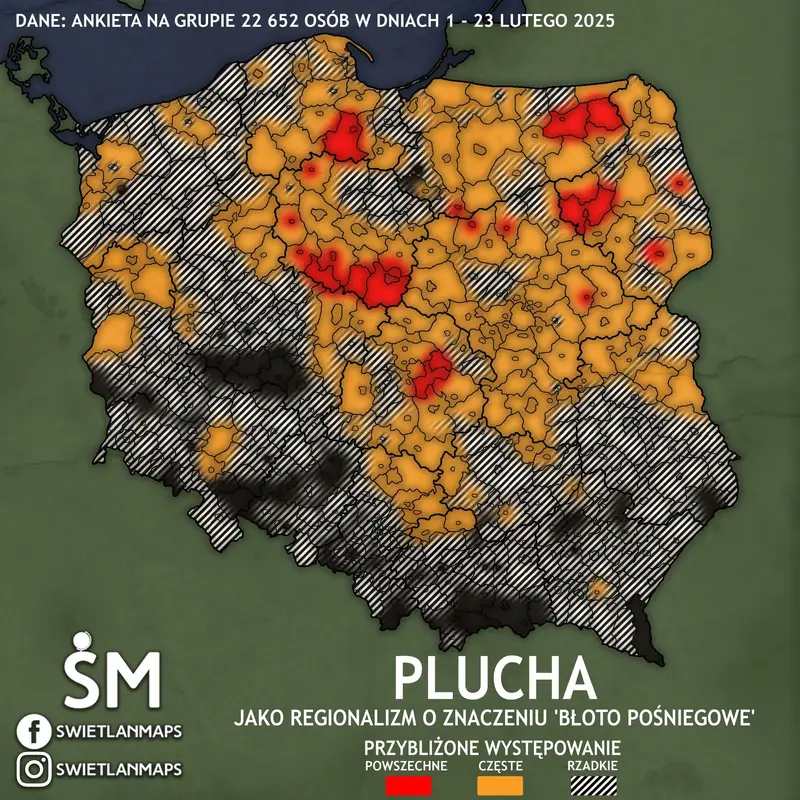 DANE: ANKIETA NA GRUPIE 22 652 OSÓB W DNIACH 1 - 23 LUTEGO 2025
ŚM
SWIETLANMAPS
SWIETLANMAPS
PLUCHA
JAKO REGIONALIZM O ZNACZENIU 'BŁOTO POŚNIEGOWE'
PRZYBLIŻONE WYSTĘPOWANIE
POWSZECHNE CZĘSTE RZADKIE